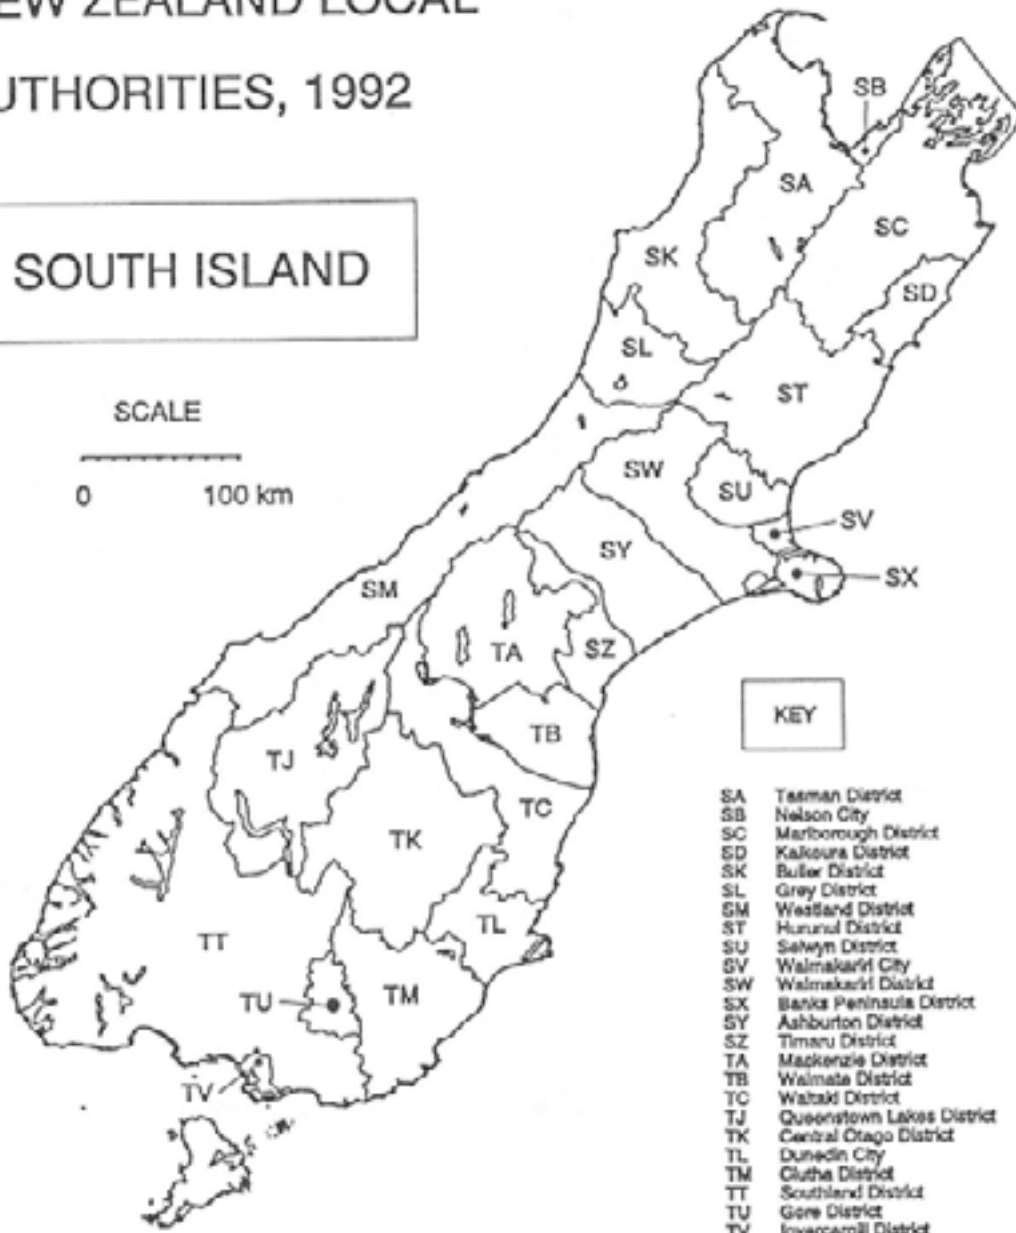 EW ZEALAND LOCAL
UTHORITIES, 1992
SOUTH ISLAND
SCALE
0 100 km
SB
SA
SC
SK
SD
SL
ST
SW
SU
SV
SY
SX
SM
SZ
TA
TB
TJ
TC
TK
TL
TT
TM
TU
TV
KEY
SA Tasman District
SB Nelson City
SC Marlborough District
SD Kaikoura District
SK Buller District
SL Grey District
SM Westland District
ST Hurunui District
SU Selwyn District
SV Waimakariri City
SW Waimakariri District
SX Banks Peninsula District
SY Ashburton District
SZ Timaru District
TA Mackenzie District
TB Waimate District
TC Waitaki District
TJ Queenstown Lakes District
TK Central Otago District
TL Dunedin City
TM Clutha District
TT Southland District
TU Gore District
TV Invercargill District